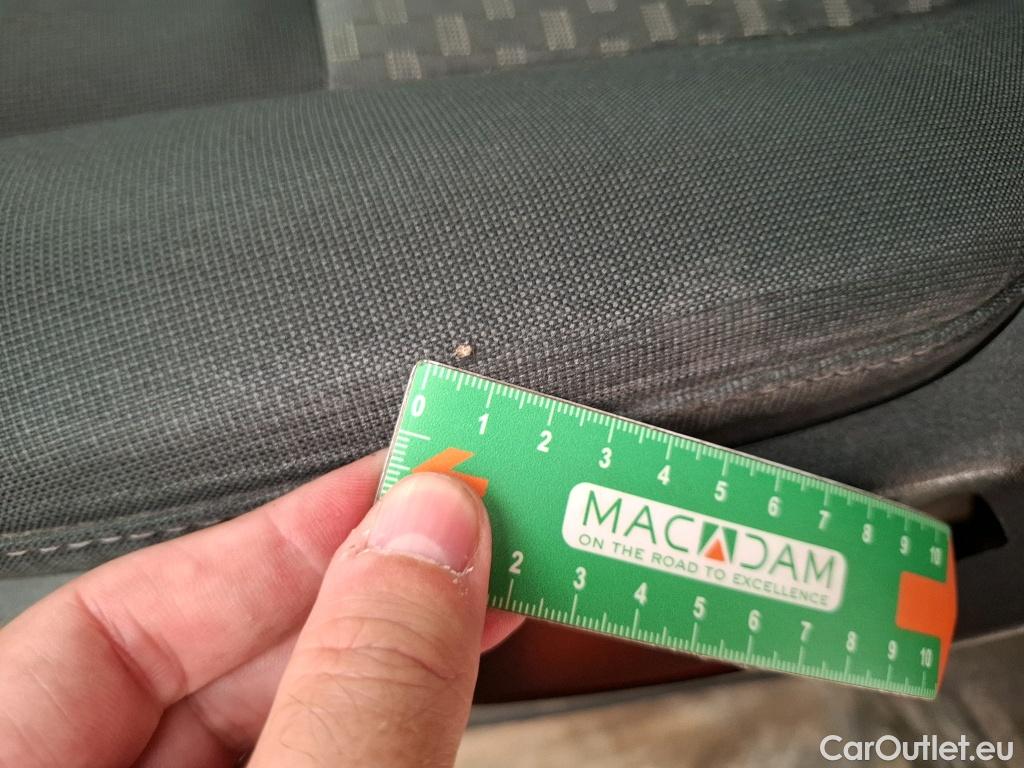 0 1 2 3 4 5 6 7 8 9 10
MACADAM
ON THE ROAD TO EXCELLENCE
2 3 4 5 6 7 8 9 10
CarOutlet.eu